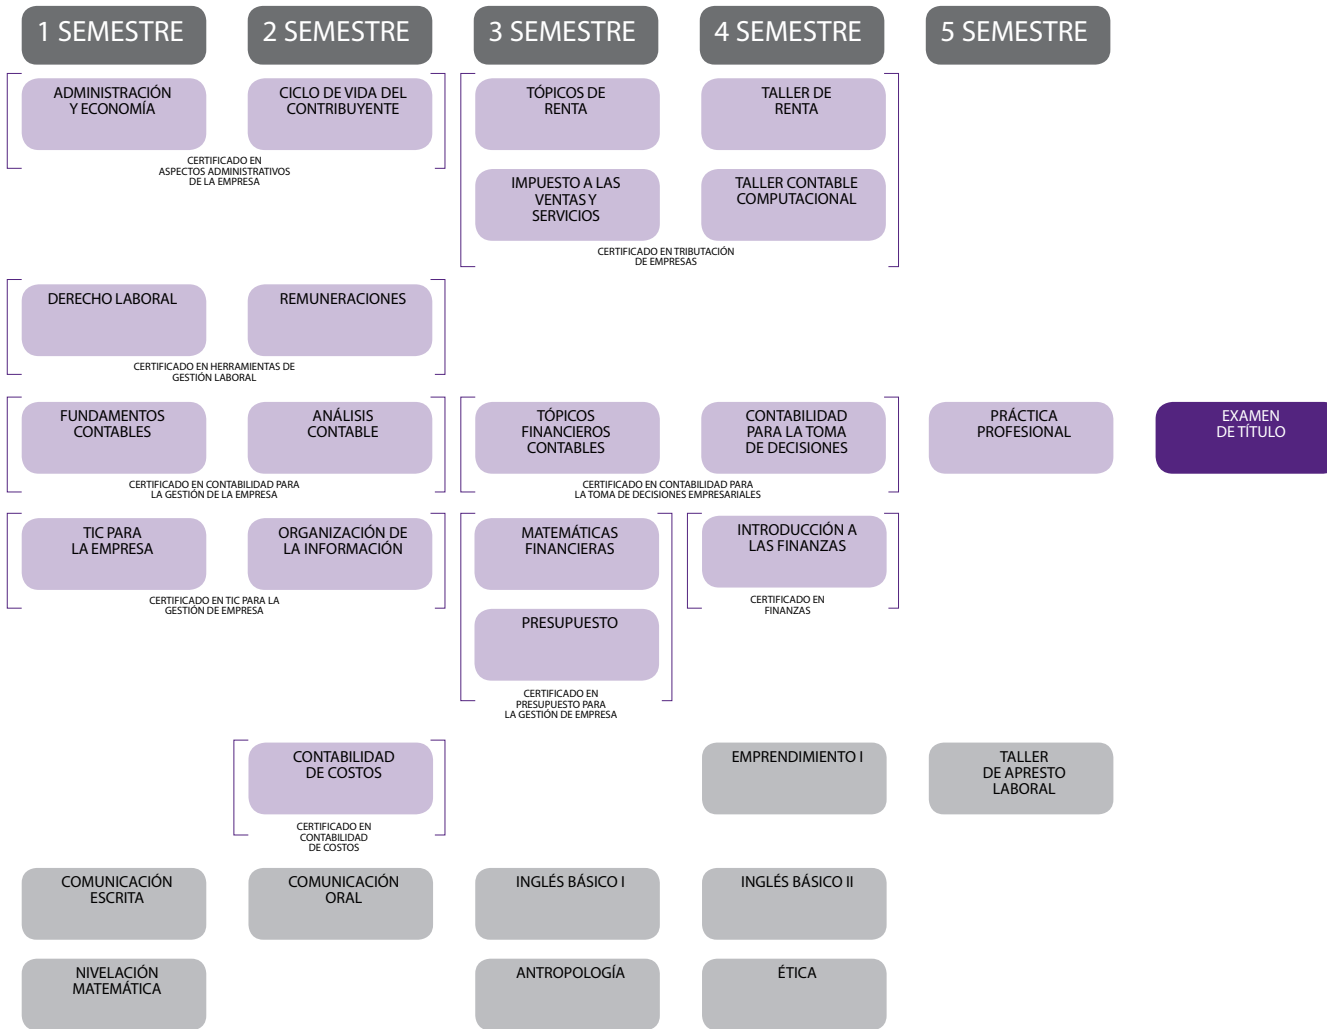 1 SEMESTRE
2 SEMESTRE
3 SEMESTRE
4 SEMESTRE
5 SEMESTRE
ADMINISTRACIÓN
Y ECONOMÍA
CICLO DE VIDA DEL
CONTRIBUYENTE
CERTIFICADO EN
ASPECTOS ADMINISTRATIVOS
DE LA EMPRESA
TÓPICOS DE
RENTA
TALLER DE
RENTA
IMPUESTO A LAS
VENTAS Y
SERVICIOS
TALLER CONTABLE
COMPUTACIONAL
CERTIFICADO EN TRIBUTACIÓN
DE EMPRESAS
DERECHO LABORAL
REMUNERACIONES
CERTIFICADO EN HERRAMIENTAS DE
GESTIÓN LABORAL
FUNDAMENTOS
CONTABLES
ANÁLISIS
CONTABLE
CERTIFICADO EN CONTABILIDAD PARA
LA GESTIÓN DE LA EMPRESA
TÓPICOS
FINANCIEROS
CONTABLES
CONTABILIDAD
PARA LA TOMA
DE DECISIONES
CERTIFICADO EN CONTABILIDAD PARA
LA TOMA DE DECISIONES EMPRESARIALES
PRÁCTICA
PROFESIONAL
EXAMEN
DE TÍTULO
TIC PARA
LA EMPRESA
ORGANIZACIÓN DE
LA INFORMACIÓN
CERTIFICADO EN TIC PARA LA
GESTIÓN DE EMPRESA
MATEMÁTICAS
FINANCIERAS
PRESUPUESTO
CERTIFICADO EN
PRESUPUESTO PARA
LA GESTIÓN DE EMPRESA
INTRODUCCIÓN A
LAS FINANZAS
CERTIFICADO EN
FINANZAS
CONTABILIDAD
DE COSTOS
CERTIFICADO EN
CONTABILIDAD
DE COSTOS
EMPRENDIMIENTO I
TALLER
DE APRESTO
LABORAL
COMUNICACIÓN
ESCRITA
COMUNICACIÓN
ORAL
INGLÉS BÁSICO I
INGLÉS BÁSICO II
NIVELACIÓN
MATEMÁTICA
ANTROPOLOGÍA
ÉTICA